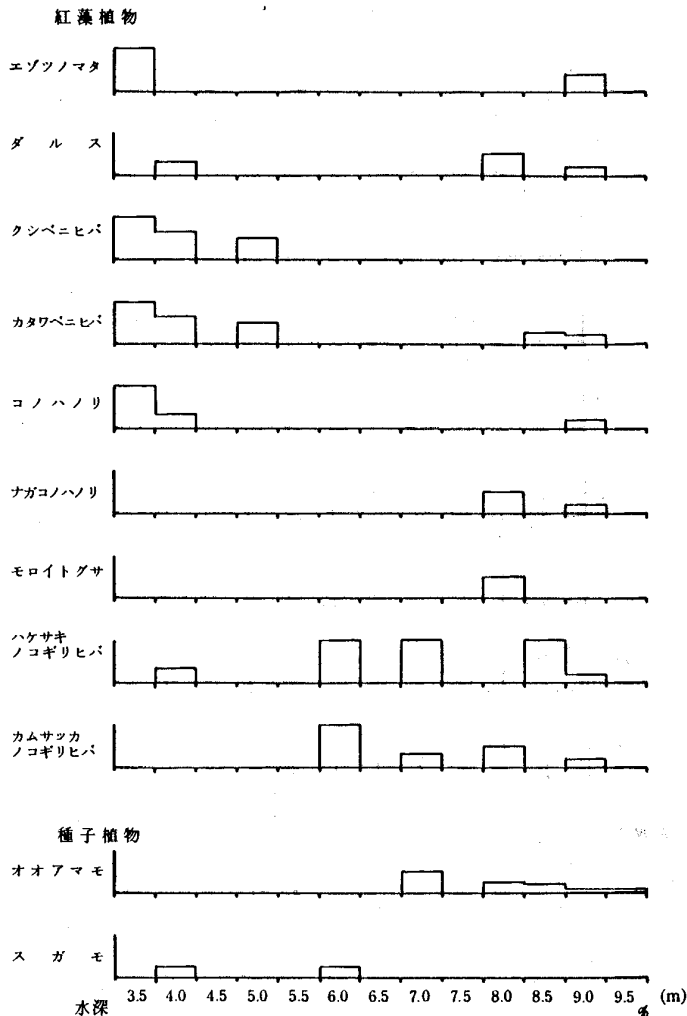 紅藻植物
エゾツノマタ
ダルス
クシベニヒバ
カタワベニヒバ
コノハノリ
ナガコノハノリ
モロイトグサ
ハケサキ
ノコギリヒバ
カムサッカ
ノコギリヒバ
種子植物
オオアマモ
スガモ
水深 3.5 4.0 4.5 5.0 5.5 6.0 6.5 7.0 7.5 8.0 8.5 9.0 9.5 (m)